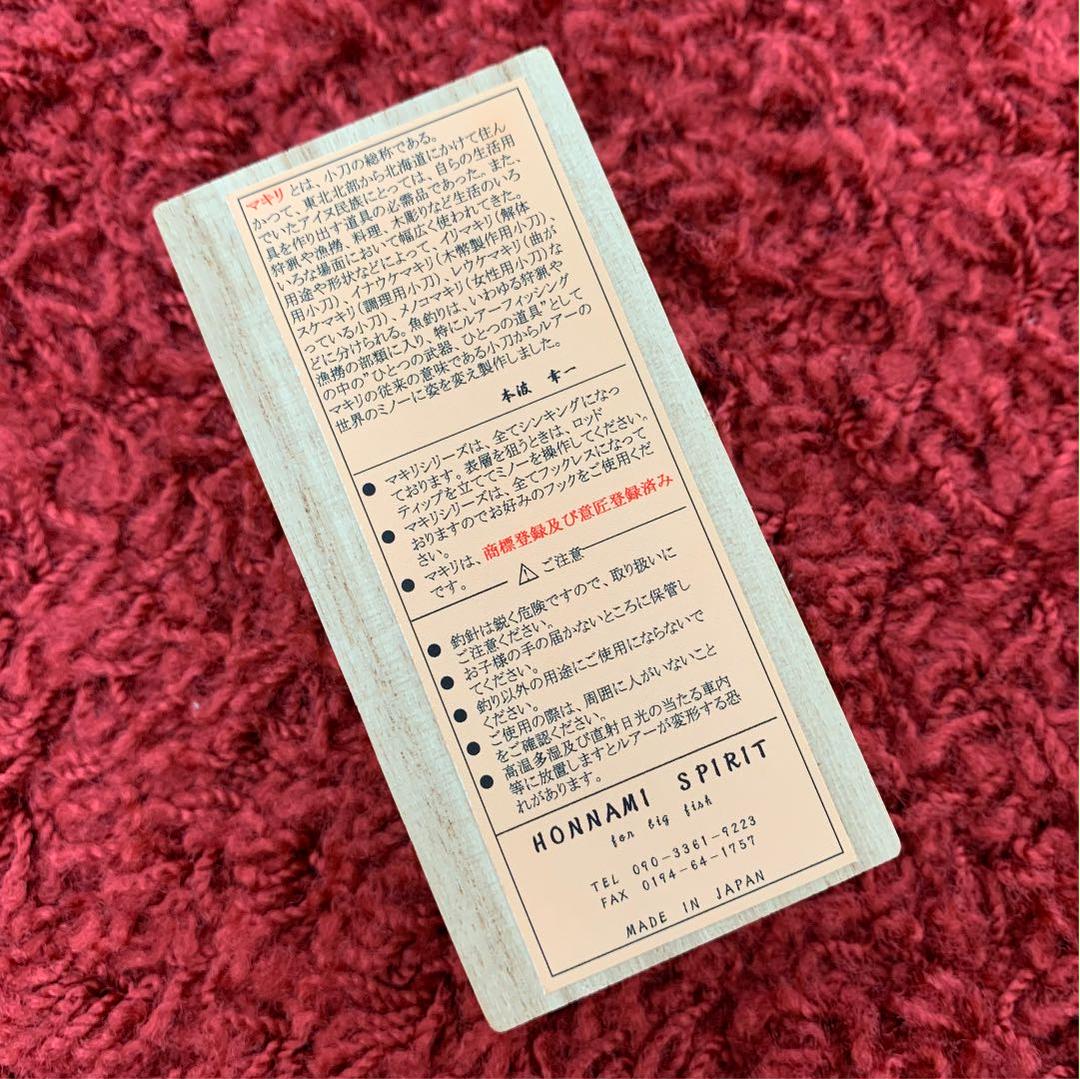 マキリとは、小刀の総称である。
かつて、東北北部から北海道にかけて住ん
でいたアイヌ民族にとっては、自らの生活用
具を作り出す道具の必需品であった。また、
狩猟や漁撈、料理、木彫りなど生活のいろ
いろな場面において幅広く使われてきた。
用途や形状などによって、イリマキリ(解体
用小刀)、イナウケマキリ(木幣製作用小刀)、
スケマキリ(調理用小刀)、レウケマキリ(曲が
っている小刀)、メノコマキリ(女性用小刀)な
どに分けられる。魚釣りは、いわゆる狩猟や
漁撈の部類に入り、特にルアーフィッシング
の中の"ひとつの武器、ひとつの道具"として
マキリの従来の意味である小刀からルアーの
世界のミノーに姿を変え製作しました。
本波 幸一
● マキリシリーズは、全てシンキングになっ
ております。表層を狙うときは、ロッド
ティップを立ててミノーを操作してください。
● マキリシリーズは、全てフックレスになって
おりますのでお好みのフックをご使用くだ
さい。
● マキリは、商標登録及び意匠登録済み
です。
⚠ ご注意
● 釣針は鋭く危険ですので、取り扱いに
ご注意ください。
● お子様の手の届かないところに保管し
てください。
● 釣り以外の用途にご使用にならないで
ください。
● ご使用の際は、周囲に人がいないこと
をご確認ください。
● 高温多湿及び直射日光の当たる車内
等に放置しますとルアーが変形する恐
れがあります。
HONNAMI SPIRIT
for big fish
TEL 090-3361-9223
FAX 0194-64-1757
MADE IN JAPAN